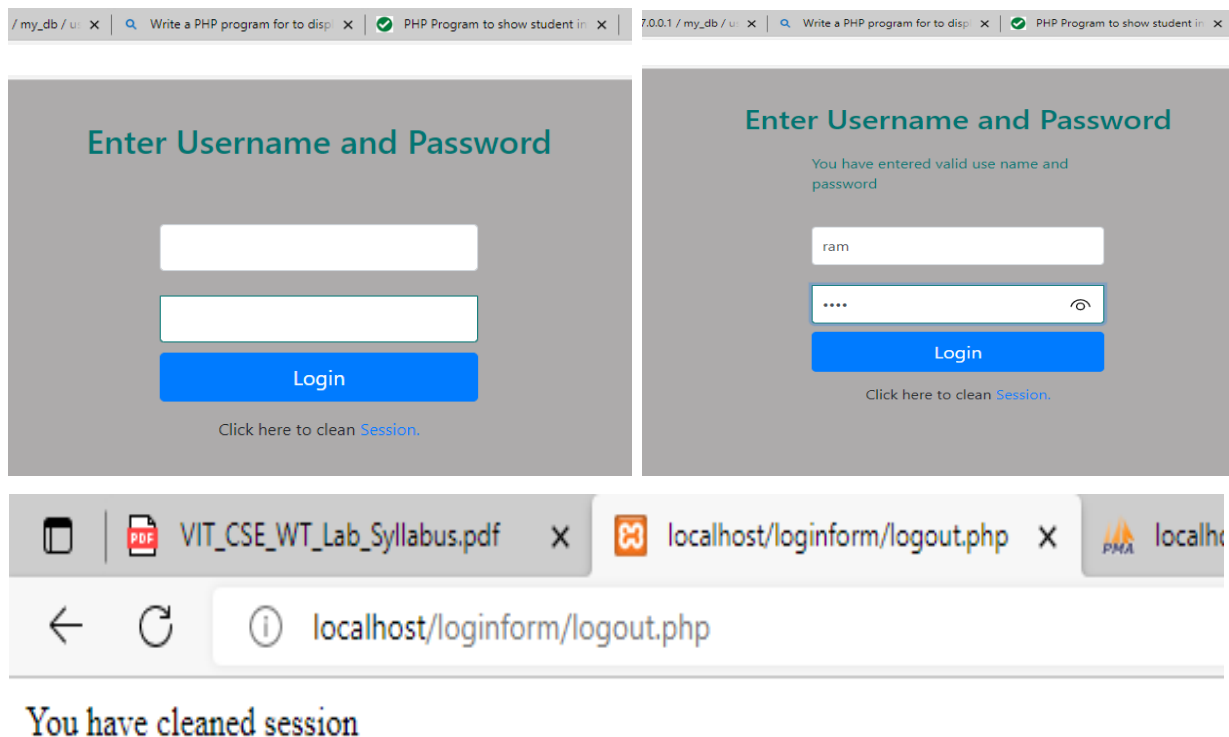 / my_db / u: x Write a PHP program for to disp x PHP Program to show student in x
Enter Username and Password
Login
Click here to clean Session.
7.0.0.1 / my_db / u: x Write a PHP program for to disp x PHP Program to show student in x
Enter Username and Password
You have entered valid use name and
password
ram
••••
Login
Click here to clean Session.
PDF VIT_CSE_WT_Lab_Syllabus.pdf x localhost/loginform/logout.php x PMA localho
localhost/loginform/logout.php
You have cleaned session